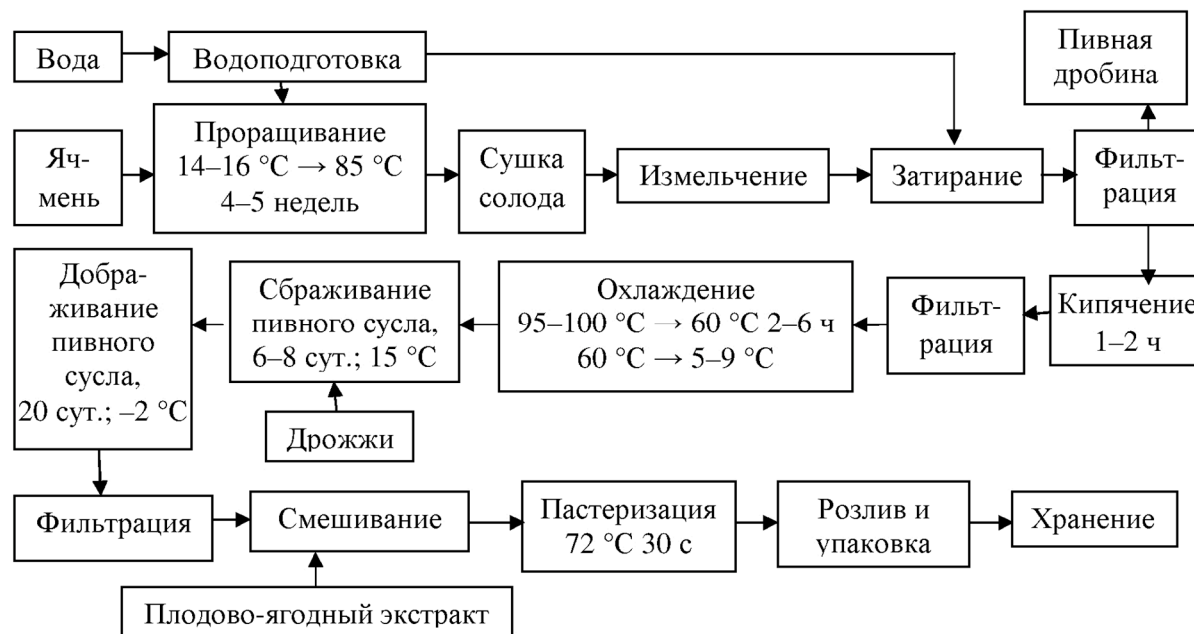 Вода
Водоподготовка
Пивная
дробина
Яч-
мень
Проращивание
14–16 °C → 85 °C
4–5 недель
Сушка
солода
Измельчение
Затирание
Фильт-
рация
Добра-
живание
пивного
сусла,
20 сут.; –2 °C
Сбраживание
пивного сусла,
6–8 сут.; 15 °C
Охлаждение
95–100 °C → 60 °C 2–6 ч
60 °C → 5–9 °C
Фильт-
рация
Кипячение
1–2 ч
Дрожжи
Фильтрация
Смешивание
Пастеризация
72 °C 30 с
Розлив и
упаковка
Хранение
Плодово-ягодный экстракт